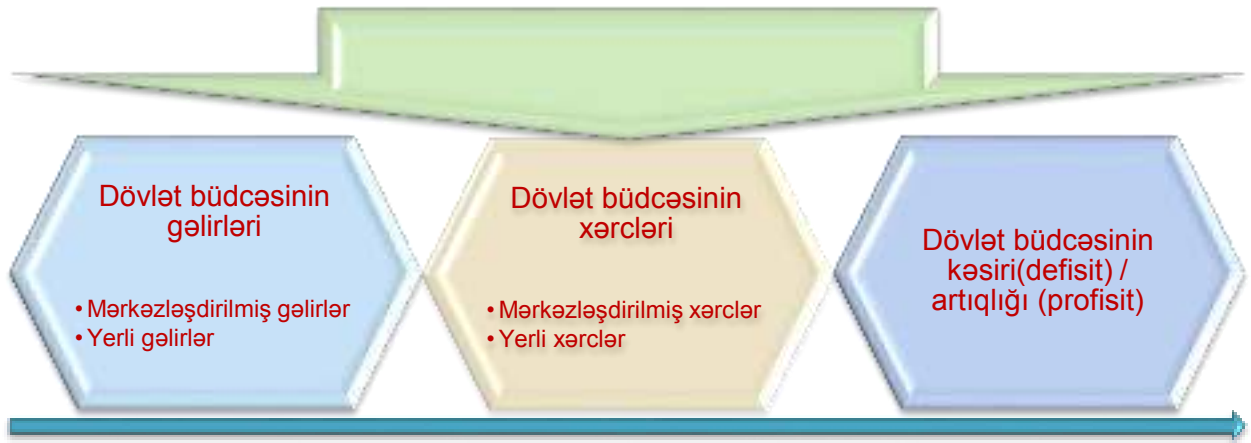 Dövlət büdcəsinin
gəlirləri
• Mərkəzləşdirilmiş gəlirlər
• Yerli gəlirlər
Dövlət büdcəsinin
xərcləri
• Mərkəzləşdirilmiş xərclər
• Yerli xərclər
Dövlət büdcəsinin
kəsiri(defisit) /
artıqlığı (profisit)